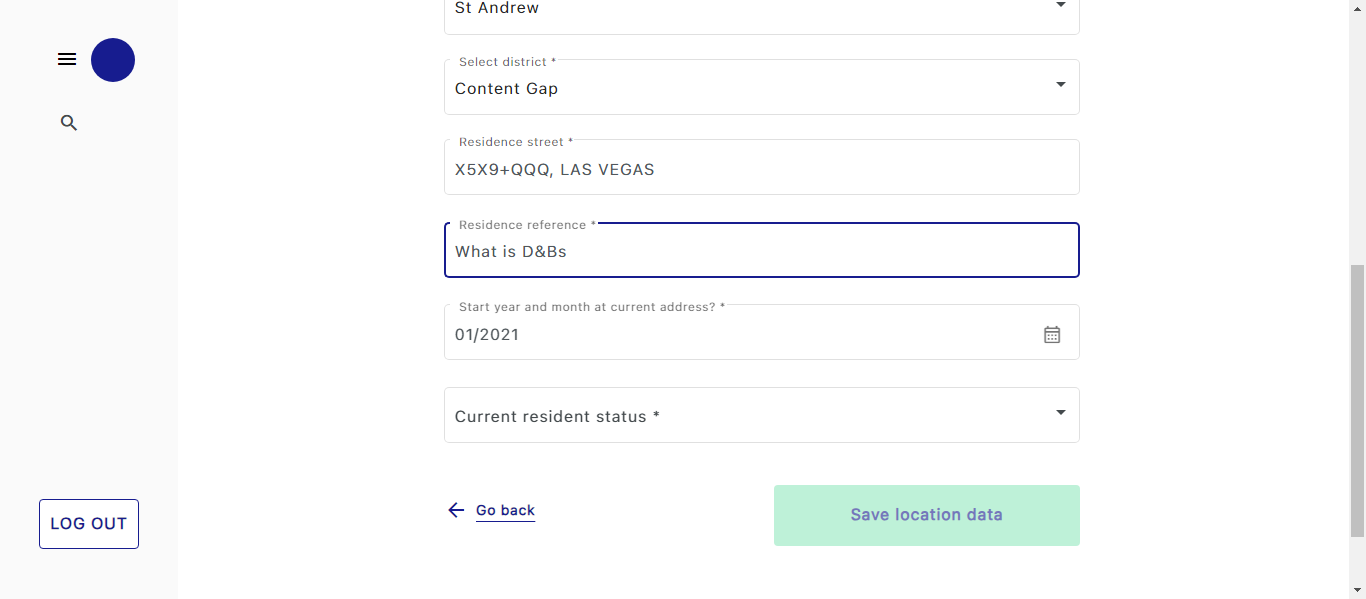 St Andrew
Select district *
Content Gap
Residence street *
X5X9+QQQ, LAS VEGAS
Residence reference *
What is D&Bs
Start year and month at current address? *
01/2021
Current resident status *
Go back
Save location data
LOG OUT